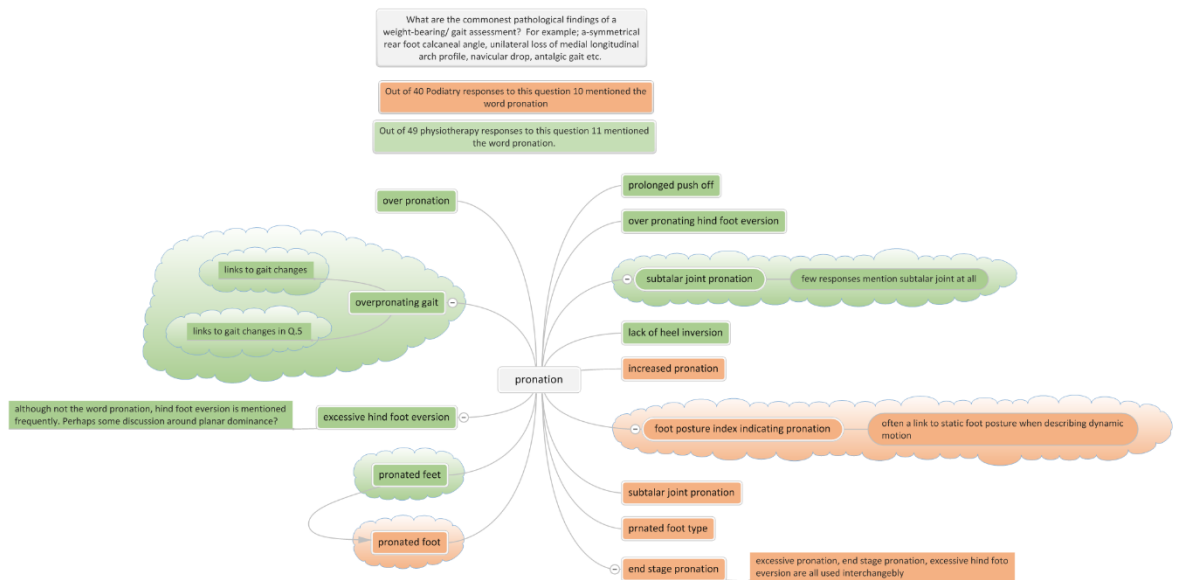 What are the commonest pathological findings of a
weight-bearing/ gait assessment? For example; a-symmetrical
rear foot calcaneal angle, unilateral loss of medial longitudinal
arch profile, navicular drop, antalgic gait etc.
Out of 40 Podiatry responses to this question 10 mentioned the
word pronation
Out of 49 physiotherapy responses to this question 11 mentioned
the word pronation.
over pronation
links to gait changes
overpronating gait
links to gait changes in Q.5
although not the word pronation, hind foot eversion is mentioned
frequently. Perhaps some discussion around planar dominance?
excessive hind foot eversion
pronated feet
pronated foot
pronation
prolonged push off
over pronating hind foot eversion
subtalar joint pronation
few responses mention subtalar joint at all
lack of heel inversion
increased pronation
foot posture index indicating pronation
often a link to static foot posture when describing dynamic
motion
subtalar joint pronation
prnated foot type
end stage pronation
excessive pronation, end stage pronation, excessive hind foto
eversion are all used interchangebly